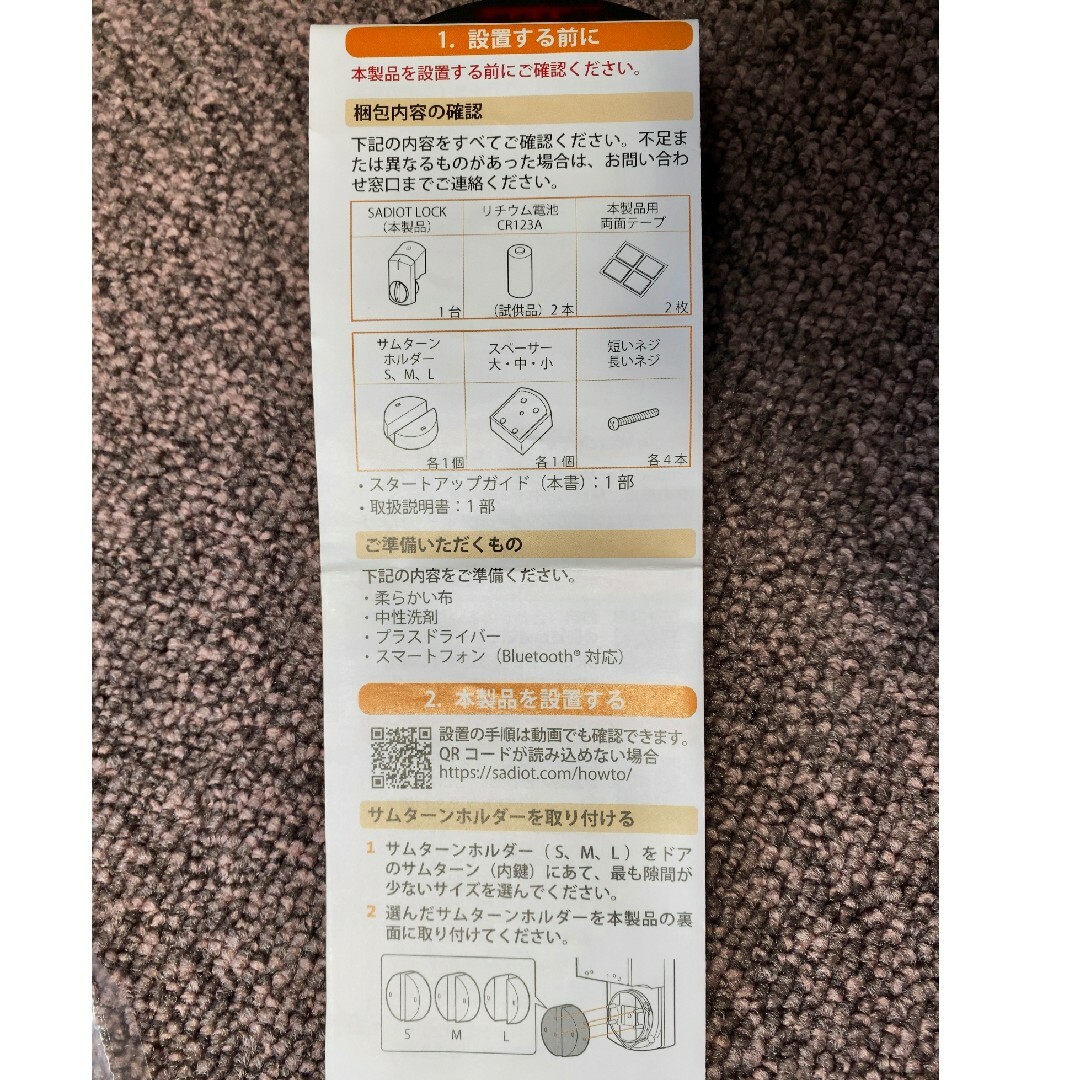 1. 設置する前に
本製品を設置する前にご確認ください。
梱包内容の確認
下記の内容をすべてご確認ください。不足ま
たは異なるものがあった場合は、お問い合わ
せ窓口までご連絡ください。
SADIOT LOCK
（本製品）
1台
リチウム電池
CR123A
（試供品）2本
本製品用
両面テープ
2枚
サムターン
ホルダー
S、M、L
各1個
スペーサー
大・中・小
各1個
短いネジ
長いネジ
各4本
・スタートアップガイド（本書）：1部
・取扱説明書：1部
ご準備いただくもの
下記の内容をご準備ください。
・柔らかい布
・中性洗剤
・プラスドライバー
・スマートフォン（Bluetooth® 対応）
2. 本製品を設置する
設置の手順は動画でも確認できます。
QRコードが読み込めない場合
https://sadiot.com/howto/
サムターンホルダーを取り付ける
1 サムターンホルダー（S、M、L）をドア
のサムターン（内鍵）にあて、最も隙間が
少ないサイズを選んでください。
2 選んだサムターンホルダーを本製品の裏
面に取り付けてください。
S M L